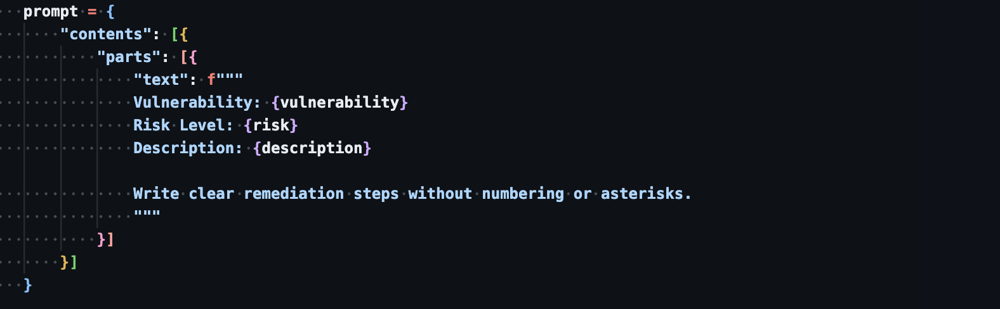 prompt = {
"contents": [{
"parts": [{
"text": f"""
Vulnerability: {vulnerability}
Risk Level: {risk}
Description: {description}
Write clear remediation steps without numbering or asterisks.
"""
}]
}]
}